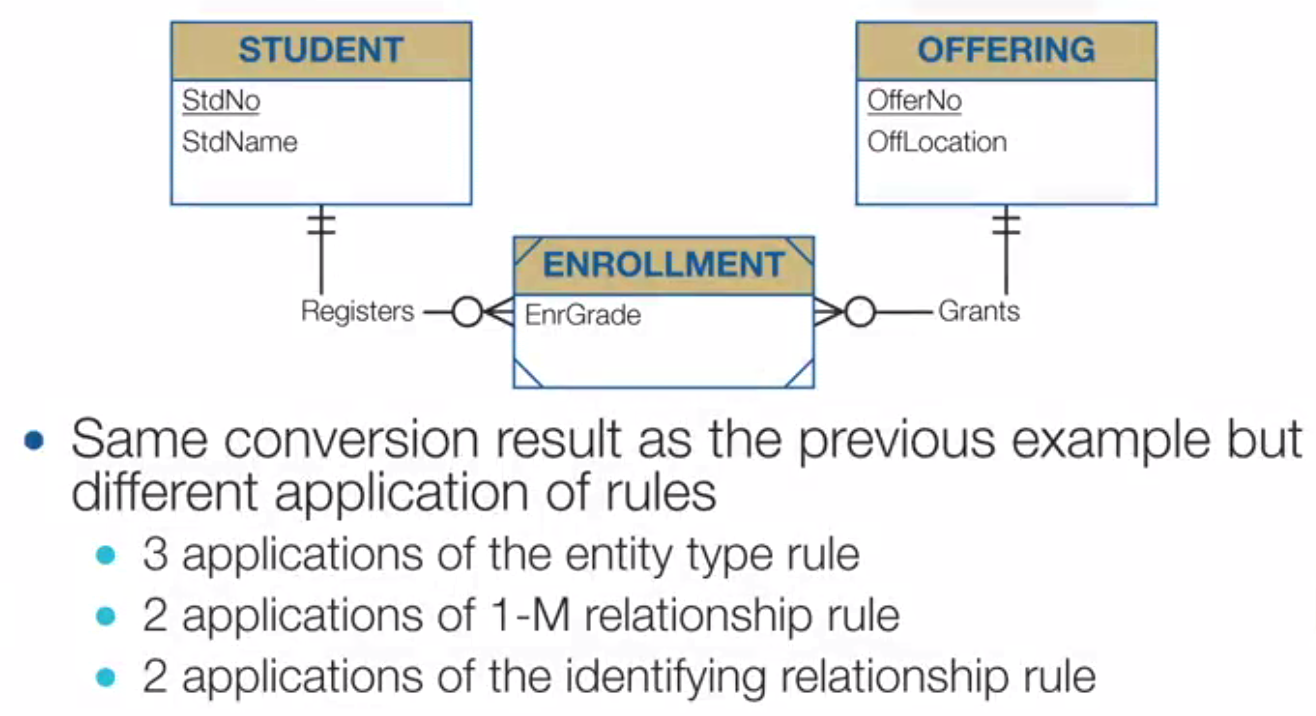 STUDENT
StdNo
StdName
OFFERING
OfferNo
OffLocation
ENROLLMENT
EnrGrade
Registers
Grants
Same conversion result as the previous example but
different application of rules
3 applications of the entity type rule
2 applications of 1-M relationship rule
2 applications of the identifying relationship rule